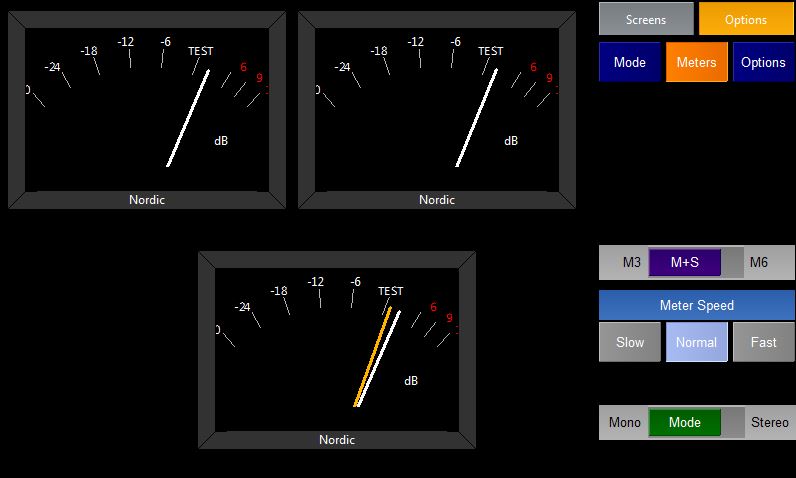 Screens
Options
Mode
Meters
Options
-24
-18
-12
-6
TEST
6
9
dB
Nordic
-24
-18
-12
-6
TEST
6
9
dB
Nordic
M3
M+S
M6
Meter Speed
Slow
Normal
Fast
-24
-18
-12
-6
TEST
6
9
dB
Nordic
Mono
Mode
Stereo